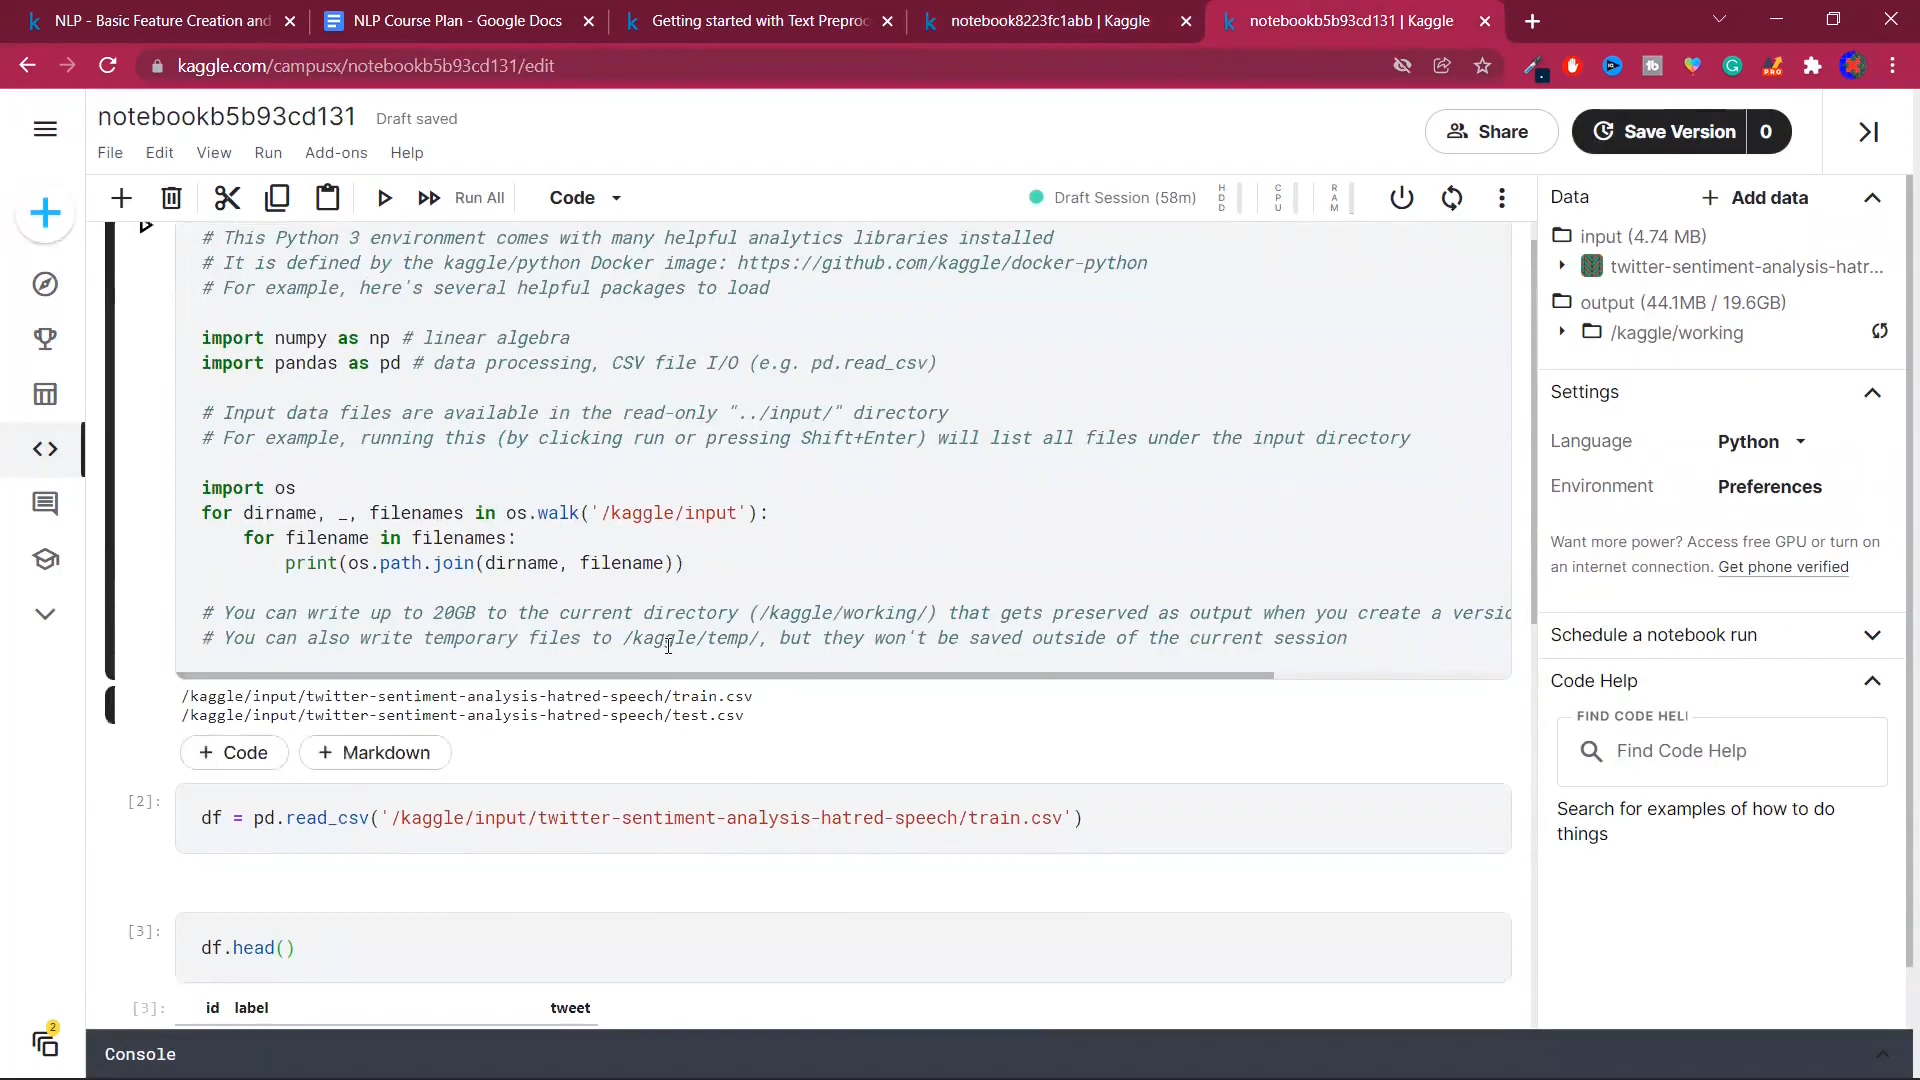 NLP - Basic Feature Creation and
NLP Course Plan - Google Docs
Getting started with Text Preproc
notebook8223fc1abb | Kaggle
notebookb5b93cd131 | Kaggle
kaggle.com/campusx/notebookb5b93cd131/edit
notebookb5b93cd131 Draft saved
File Edit View Run Add-ons Help
Share
Save Version 0
Run All
Code
Draft Session (58m)
HDD
CPU
RAM
# This Python 3 environment comes with many helpful analytics libraries installed
# It is defined by the kaggle/python Docker image: https://github.com/kaggle/docker-python
# For example, here's several helpful packages to load
import numpy as np # linear algebra
import pandas as pd # data processing, CSV file I/O (e.g. pd.read_csv)
# Input data files are available in the read-only "../input/" directory
# For example, running this (by clicking run or pressing Shift+Enter) will list all files under the input directory
import os
for dirname, _, filenames in os.walk('/kaggle/input'):
    for filename in filenames:
        print(os.path.join(dirname, filename))
# You can write up to 20GB to the current directory (/kaggle/working/) that gets preserved as output when you create a versio
# You can also write temporary files to /kaggle/temp/, but they won't be saved outside of the current session
/kaggle/input/twitter-sentiment-analysis-hatred-speech/train.csv
/kaggle/input/twitter-sentiment-analysis-hatred-speech/test.csv
+ Code
+ Markdown
[2]:
df = pd.read_csv('/kaggle/input/twitter-sentiment-analysis-hatred-speech/train.csv')
[3]:
df.head()
[3]:
id label tweet
2
Console
Data
+ Add data
input (4.74 MB)
twitter-sentiment-analysis-hatr...
output (44.1MB / 19.6GB)
/kaggle/working
Settings
Language Python
Environment Preferences
Want more power? Access free GPU or turn on
an internet connection. Get phone verified
Schedule a notebook run
Code Help
FIND CODE HELI
Find Code Help
Search for examples of how to do
things